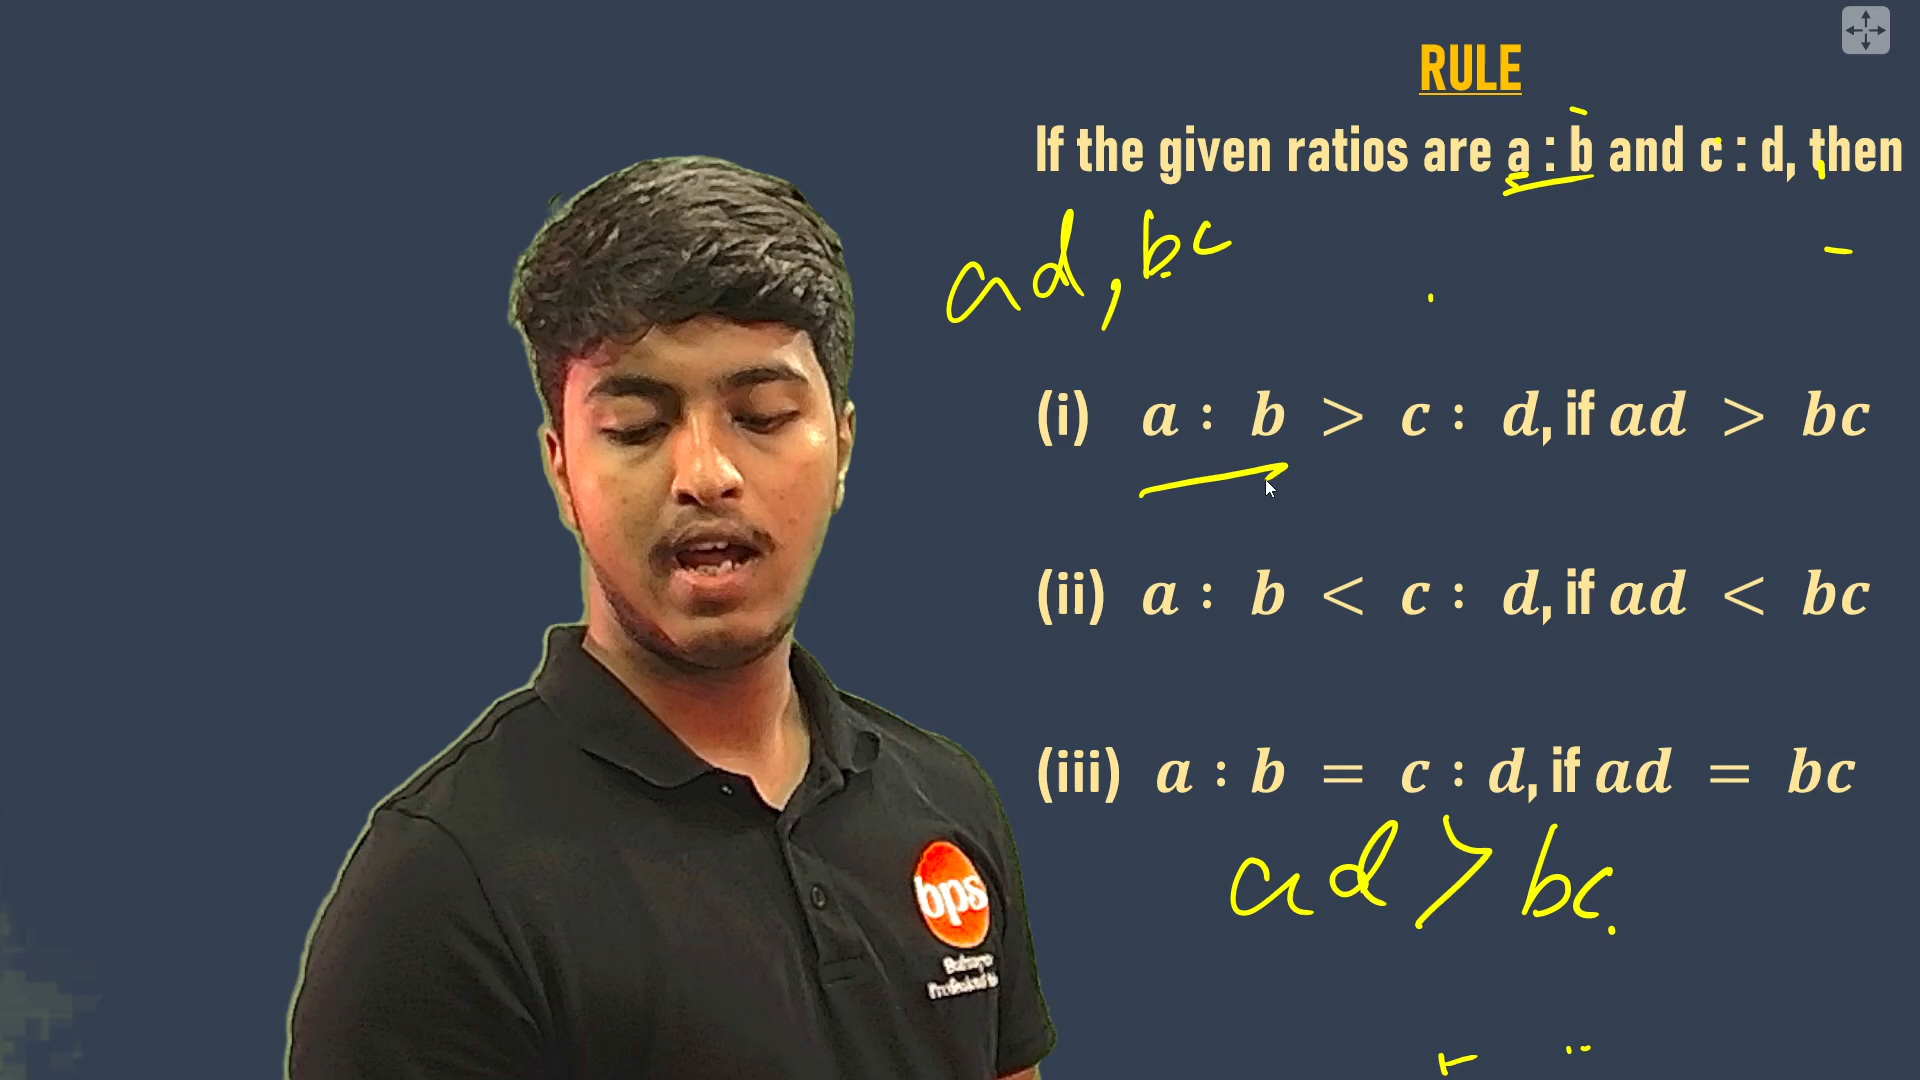 RULE
If the given ratios are a : b and c : d, then
ad, bc
(i) a : b > c : d, if ad > bc
(ii) a : b < c : d, if ad < bc
(iii) a : b = c : d, if ad = bc
ad > bc
bps